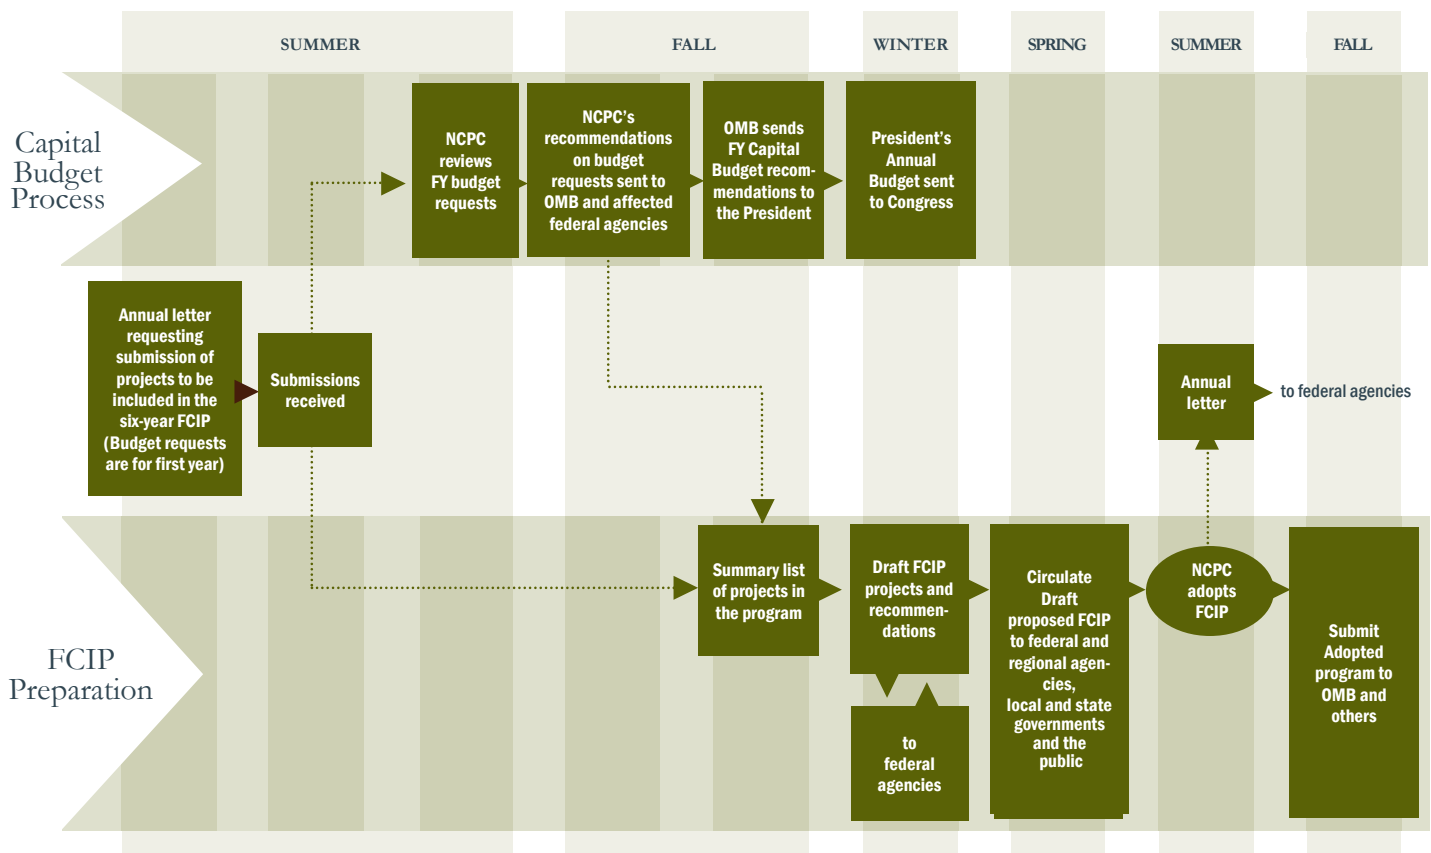 SUMMER
FALL
WINTER
SPRING
SUMMER
FALL
Capital
Budget
Process
NCPC
reviews
FY budget
requests
NCPC's
recommendations
on budget
requests sent to
OMB and affected
federal agencies
OMB sends
FY Capital
Budget recom-
mendations to
the President
President's
Annual
Budget sent
to Congress
Annual letter
requesting
submission of
projects to be
included in the
six-year FCIP
(Budget requests
are for first year)
Submissions
received
Annual
letter
to federal agencies
FCIP
Preparation
Summary list
of projects in
the program
Draft FCIP
projects and
recommen-
dations
to
federal
agencies
Circulate
Draft
proposed FCIP
to federal and
regional agen-
cies,
local and state
governments
and the
public
NCPC
adopts
FCIP
Submit
Adopted
program to
OMB and
others